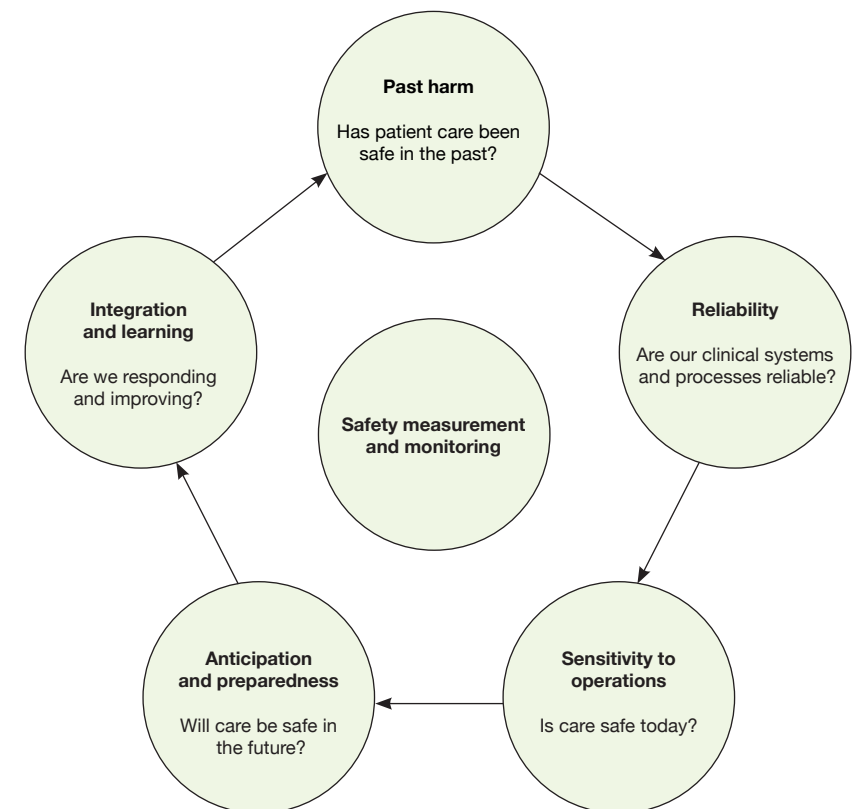 Past harm
Has patient care been
safe in the past?
Reliability
Are our clinical systems
and processes reliable?
Sensitivity to
operations
Is care safe today?
Anticipation
and preparedness
Will care be safe in
the future?
Integration
and learning
Are we responding
and improving?
Safety measurement
and monitoring